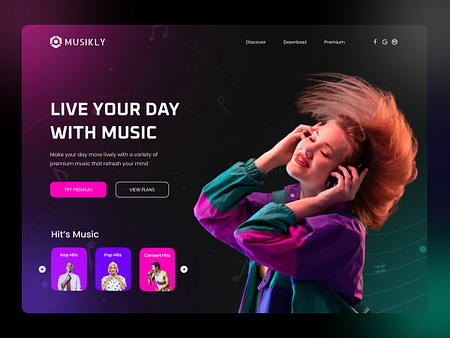 MUSIKLY
Discover Download Premium
LIVE YOUR DAY
WITH MUSIC
Make your day more lively with a variety of
premium music that refresh your mind
TRY PREMIUM VIEW PLANS
Hit's Music
Rap Hits Pop Hits Concert Hits